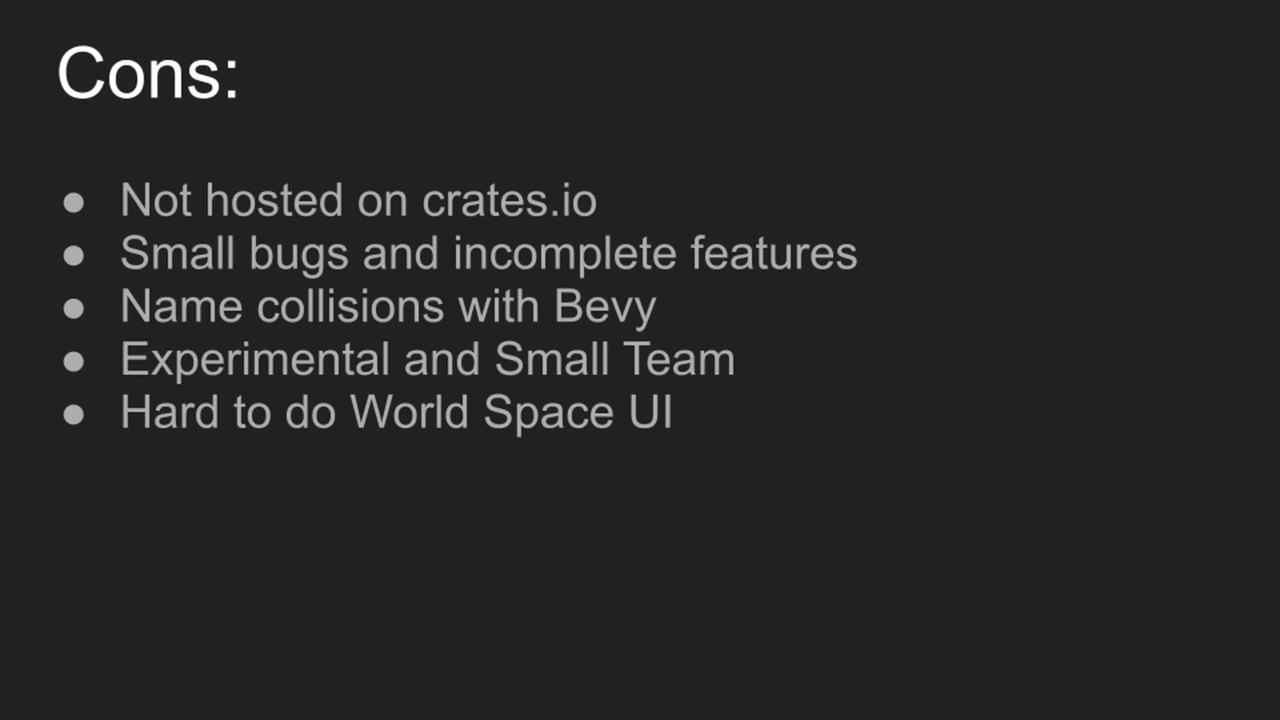 Cons:
● Not hosted on crates.io
● Small bugs and incomplete features
● Name collisions with Bevy
● Experimental and Small Team
● Hard to do World Space UI